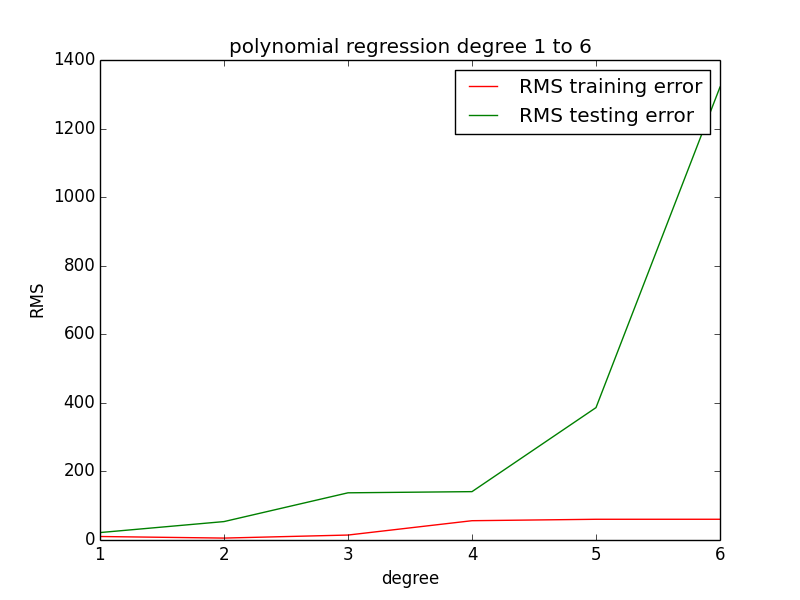 polynomial regression degree 1 to 6
1400
RMS training error
RMS testing error
1200
1000
800
600
400
200
0
RMS
1 2 3 4 5 6
degree